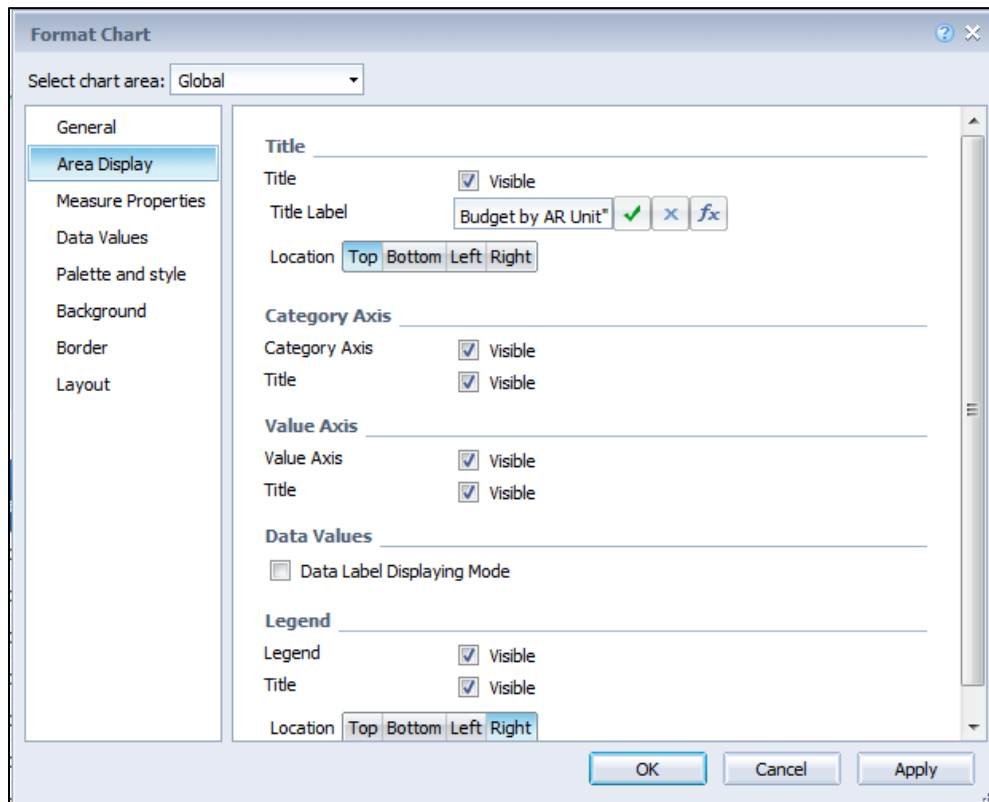 Format Chart
Select chart area: Global
General
Area Display
Measure Properties
Data Values
Palette and style
Background
Border
Layout
Title
Title Visible
Title Label Budget by AR Unit" fx
Location Top Bottom Left Right
Category Axis
Category Axis Visible
Title Visible
Value Axis
Value Axis Visible
Title Visible
Data Values
Data Label Displaying Mode
Legend
Legend Visible
Title Visible
Location Top Bottom Left Right
OK Cancel Apply